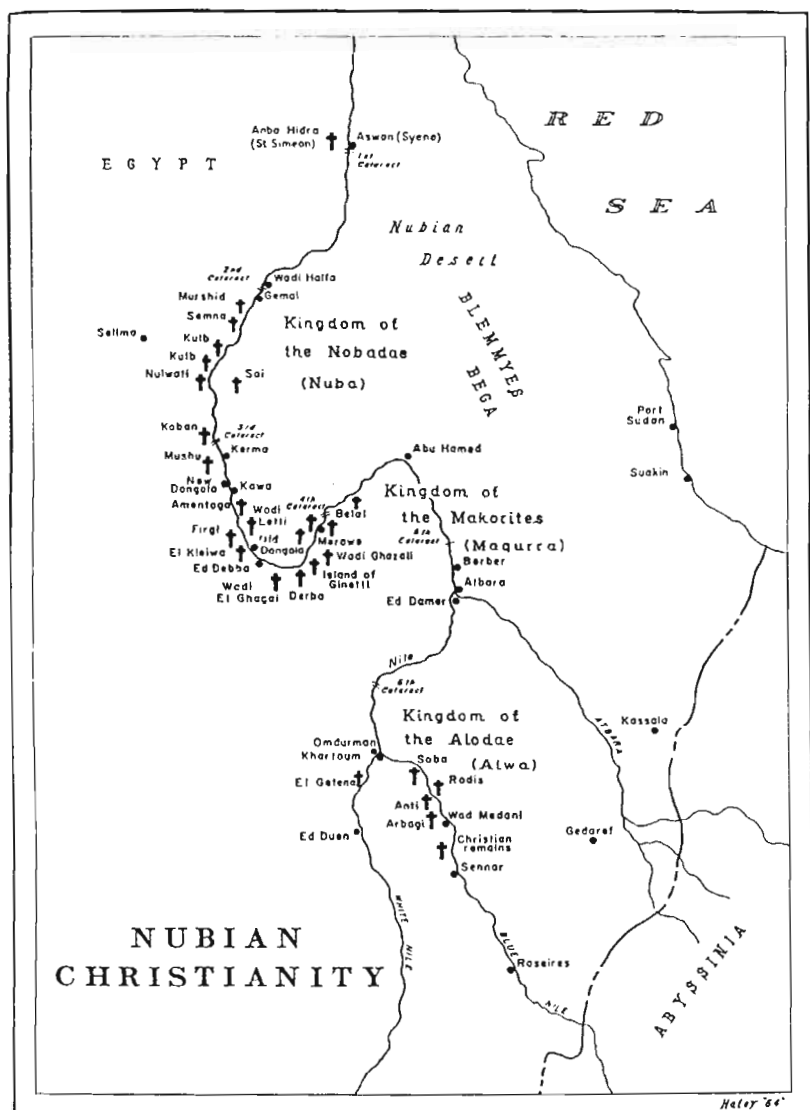 RED
SEA
Anba Hidra
(St Simeon)
Aswan (Syene)
1st
Cataract
EGYPT
Nubian
Desert
2nd
Cataract
Wadi Halfa
Gemai
Murshid
Semna
Selima
Kulb
Kulb
Nulwati
Sai
Kingdom of
the Nobadae
(Nuba)
BLEMMYES
BEGA
Port
Sudan
Suakin
Koban
3rd
Cataract
Kerma
Mushu
New
Dongola
Kawa
Amentoga
Wadi
Letti
Firgi
El Kleiwa
Old
Dongola
Ed Debba
Wadi
El Ghaçai
Derba
Island of
Ginetti
Wadi Ghazali
Merowe
4th
Cataract
Belal
Abu Hamed
Kingdom of
the Makorites
(Maqurra)
Cataract
Berber
Atbara
Ed Damer
Nile
6th
Cataract
Kingdom of
the Alodae
(Alwa)
ATBARA
Kassala
Omdurman
Khartoum
Soba
El Geteina
Rodis
Anti
Arbagi
Wad Medani
Ed Duen
Christian
remains
Gedaref
Sennar
WHITE NILE
BLUE
NILE
Roseires
ABYSSINIA
NUBIAN
CHRISTIANITY
Haley '64'